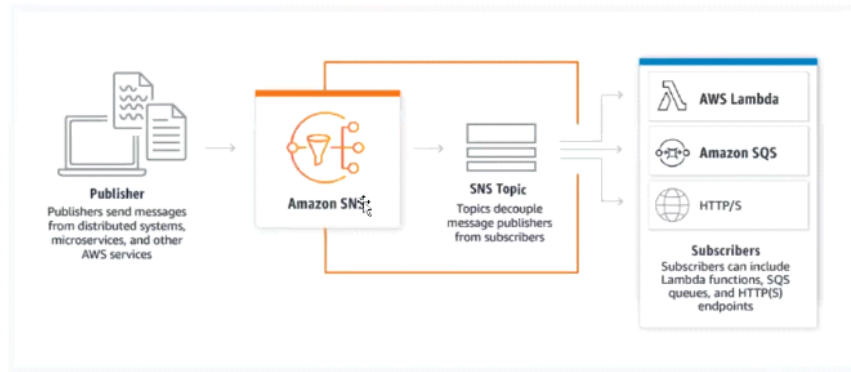 Publisher
Publishers send messages
from distributed systems,
microservices, and other
AWS services
Amazon SNS
SNS Topic
Topics decouple
message publishers
from subscribers
AWS Lambda
Amazon SQS
HTTP/S
Subscribers
Subscribers can include
Lambda functions, SQS
queues, and HTTP(S)
endpoints